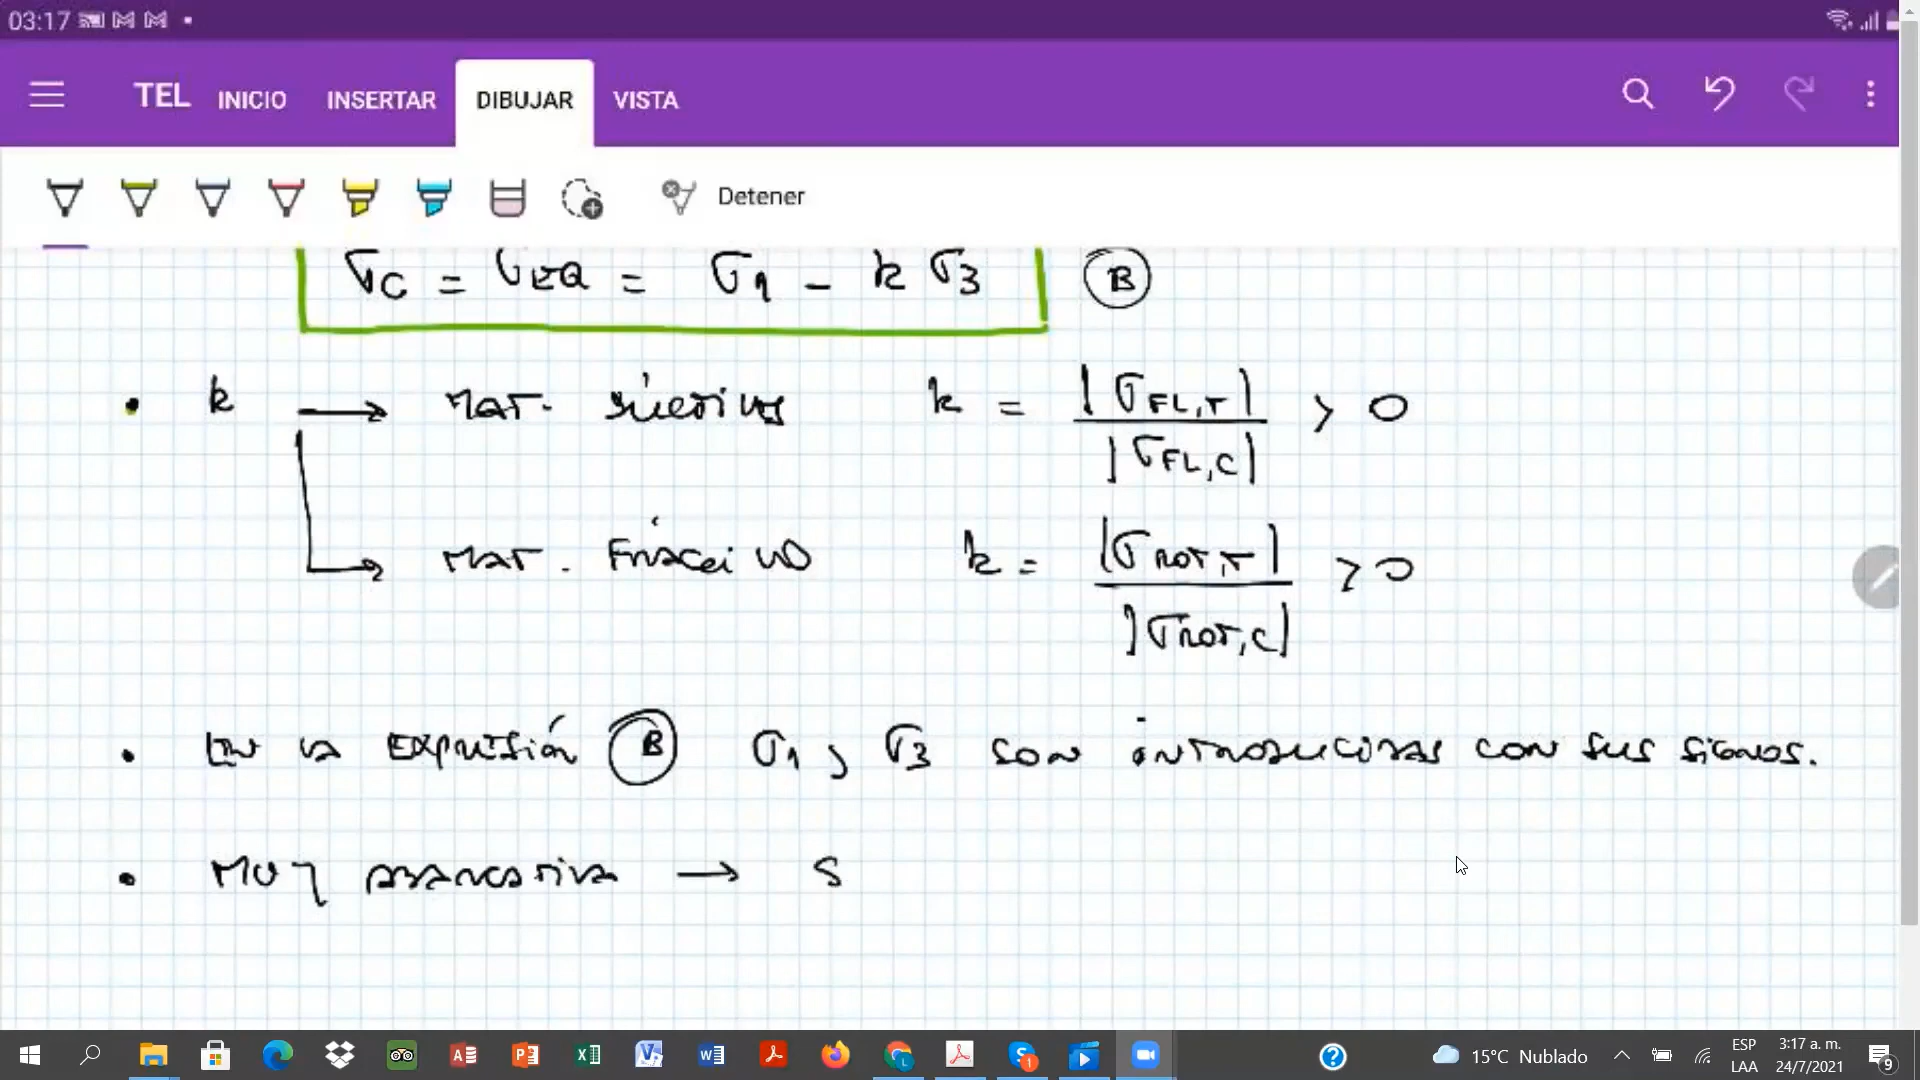 03:17
TEL INICIO INSERTAR DIBUJAR VISTA
Detener
σC = σEQ = σ1 - k σ3 (B)
• k → MAT. DÚCTILES k = |σFL,T| / |σFL,C| > 0
→ MAT. FRÁGIL k = |σROT,T| / |σROT,C| > 0
• EN LA EXPRESIÓN (B) σ1 y σ3 SON INTRODUCIDAS CON SUS SIGNOS.
• MUY → S
15°C Nublado
ESP
LAA
3:17 a. m.
24/7/2021
9